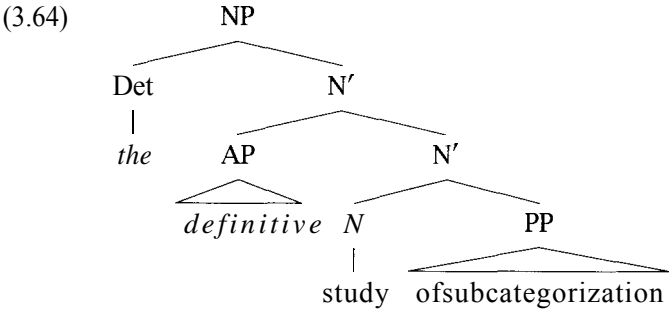 (3.64) NP
Det N′
the AP N′
definitive N PP
study ofsubcategorization